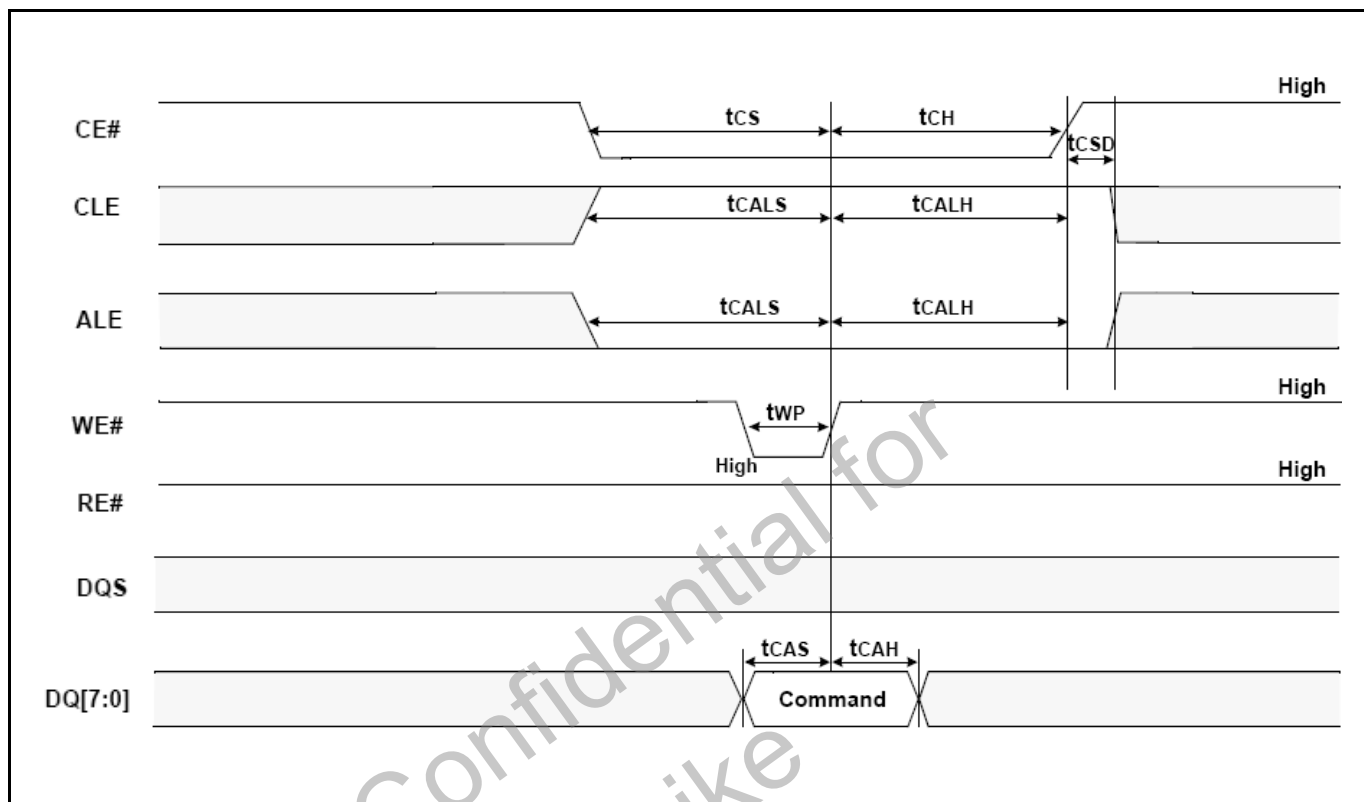 High
CE#
tCS
tCH
tCSD
CLE
tCALS
tCALH
ALE
tCALS
tCALH
High
WE#
tWP
High
High
RE#
DQS
tCAS
tCAH
DQ[7:0]
Command
Confidential for
ike